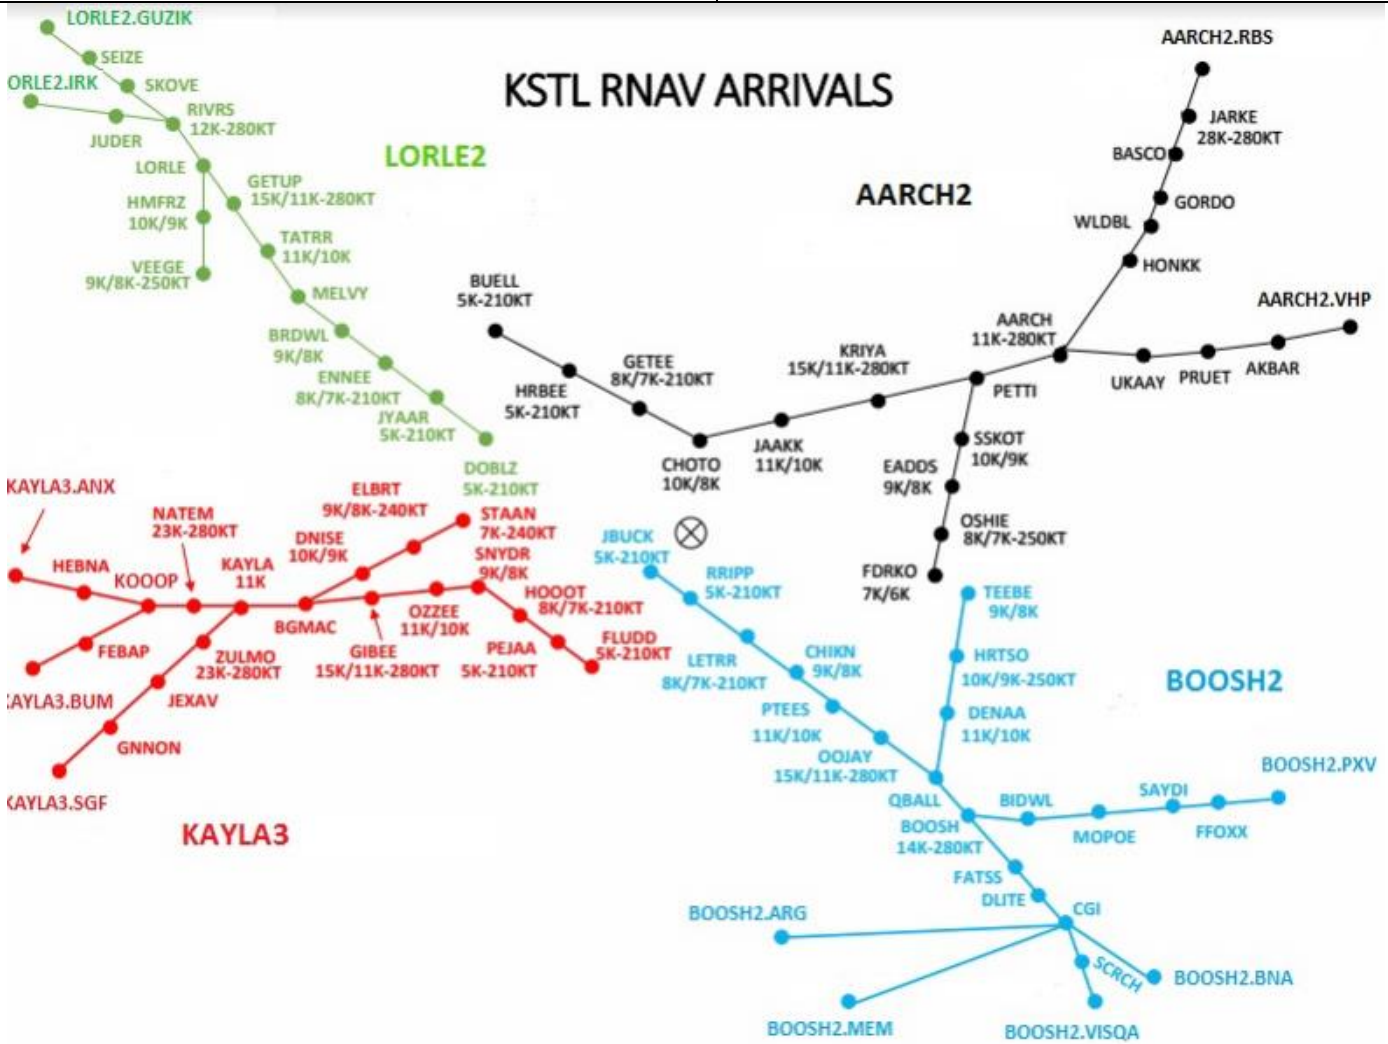 KSTL RNAV ARRIVALS
LORLE2.GUZIK
SEIZE
SKOVE
ORLE2.IRK
RIVRS
12K-280KT
JUDER
LORLE
LORLE2
GETUP
15K/11K-280KT
HMFRZ
10K/9K
TATRR
11K/10K
VEEGE
9K/8K-250KT
MELVY
BRDWL
9K/8K
ENNEE
8K/7K-210KT
JYAAR
5K-210KT
DOBLZ
5K-210KT
AARCH2.RBS
JARKE
28K-280KT
BASCO
GORDO
WLDBL
HONKK
AARCH2
AARCH2.VHP
AARCH
11K-280KT
UKAAY
PRUET
AKBAR
PETTI
KRIYA
15K/11K-280KT
BUELL
5K-210KT
GETEE
8K/7K-210KT
HRBEE
5K-210KT
CHOTO
10K/8K
JAAKK
11K/10K
SSKOT
10K/9K
EADDS
9K/8K
OSHIE
8K/7K-250KT
FDRKO
7K/6K
KAYLA3.ANX
NATEM
23K-280KT
HEBNA
KOOOP
KAYLA
11K
ELBRT
9K/8K-240KT
DNISE
10K/9K
STAAN
7K-240KT
SNYDR
9K/8K
HOOOT
8K/7K-210KT
OZZEE
11K/10K
BGMAC
GIBEE
15K/11K-280KT
PEJAA
5K-210KT
FLUDD
5K-210KT
FEBAP
ZULMO
23K-280KT
KAYLA3.BUM
JEXAV
GNNON
KAYLA3.SGF
KAYLA3
JBUCK
5K-210KT
RRIPP
5K-210KT
LETRR
8K/7K-210KT
CHIKN
9K/8K
PTEES
11K/10K
OOJAY
15K/11K-280KT
TEEBE
9K/8K
HRTSO
10K/9K-250KT
DENAA
11K/10K
BOOSH2
BOOSH2.PXV
QBALL
BIDWL
SAYDI
MOPOE
FFOXX
BOOSH
14K-280KT
FATSS
DLITE
CGI
BOOSH2.ARG
SCRCH
BOOSH2.BNA
BOOSH2.MEM
BOOSH2.VISQA